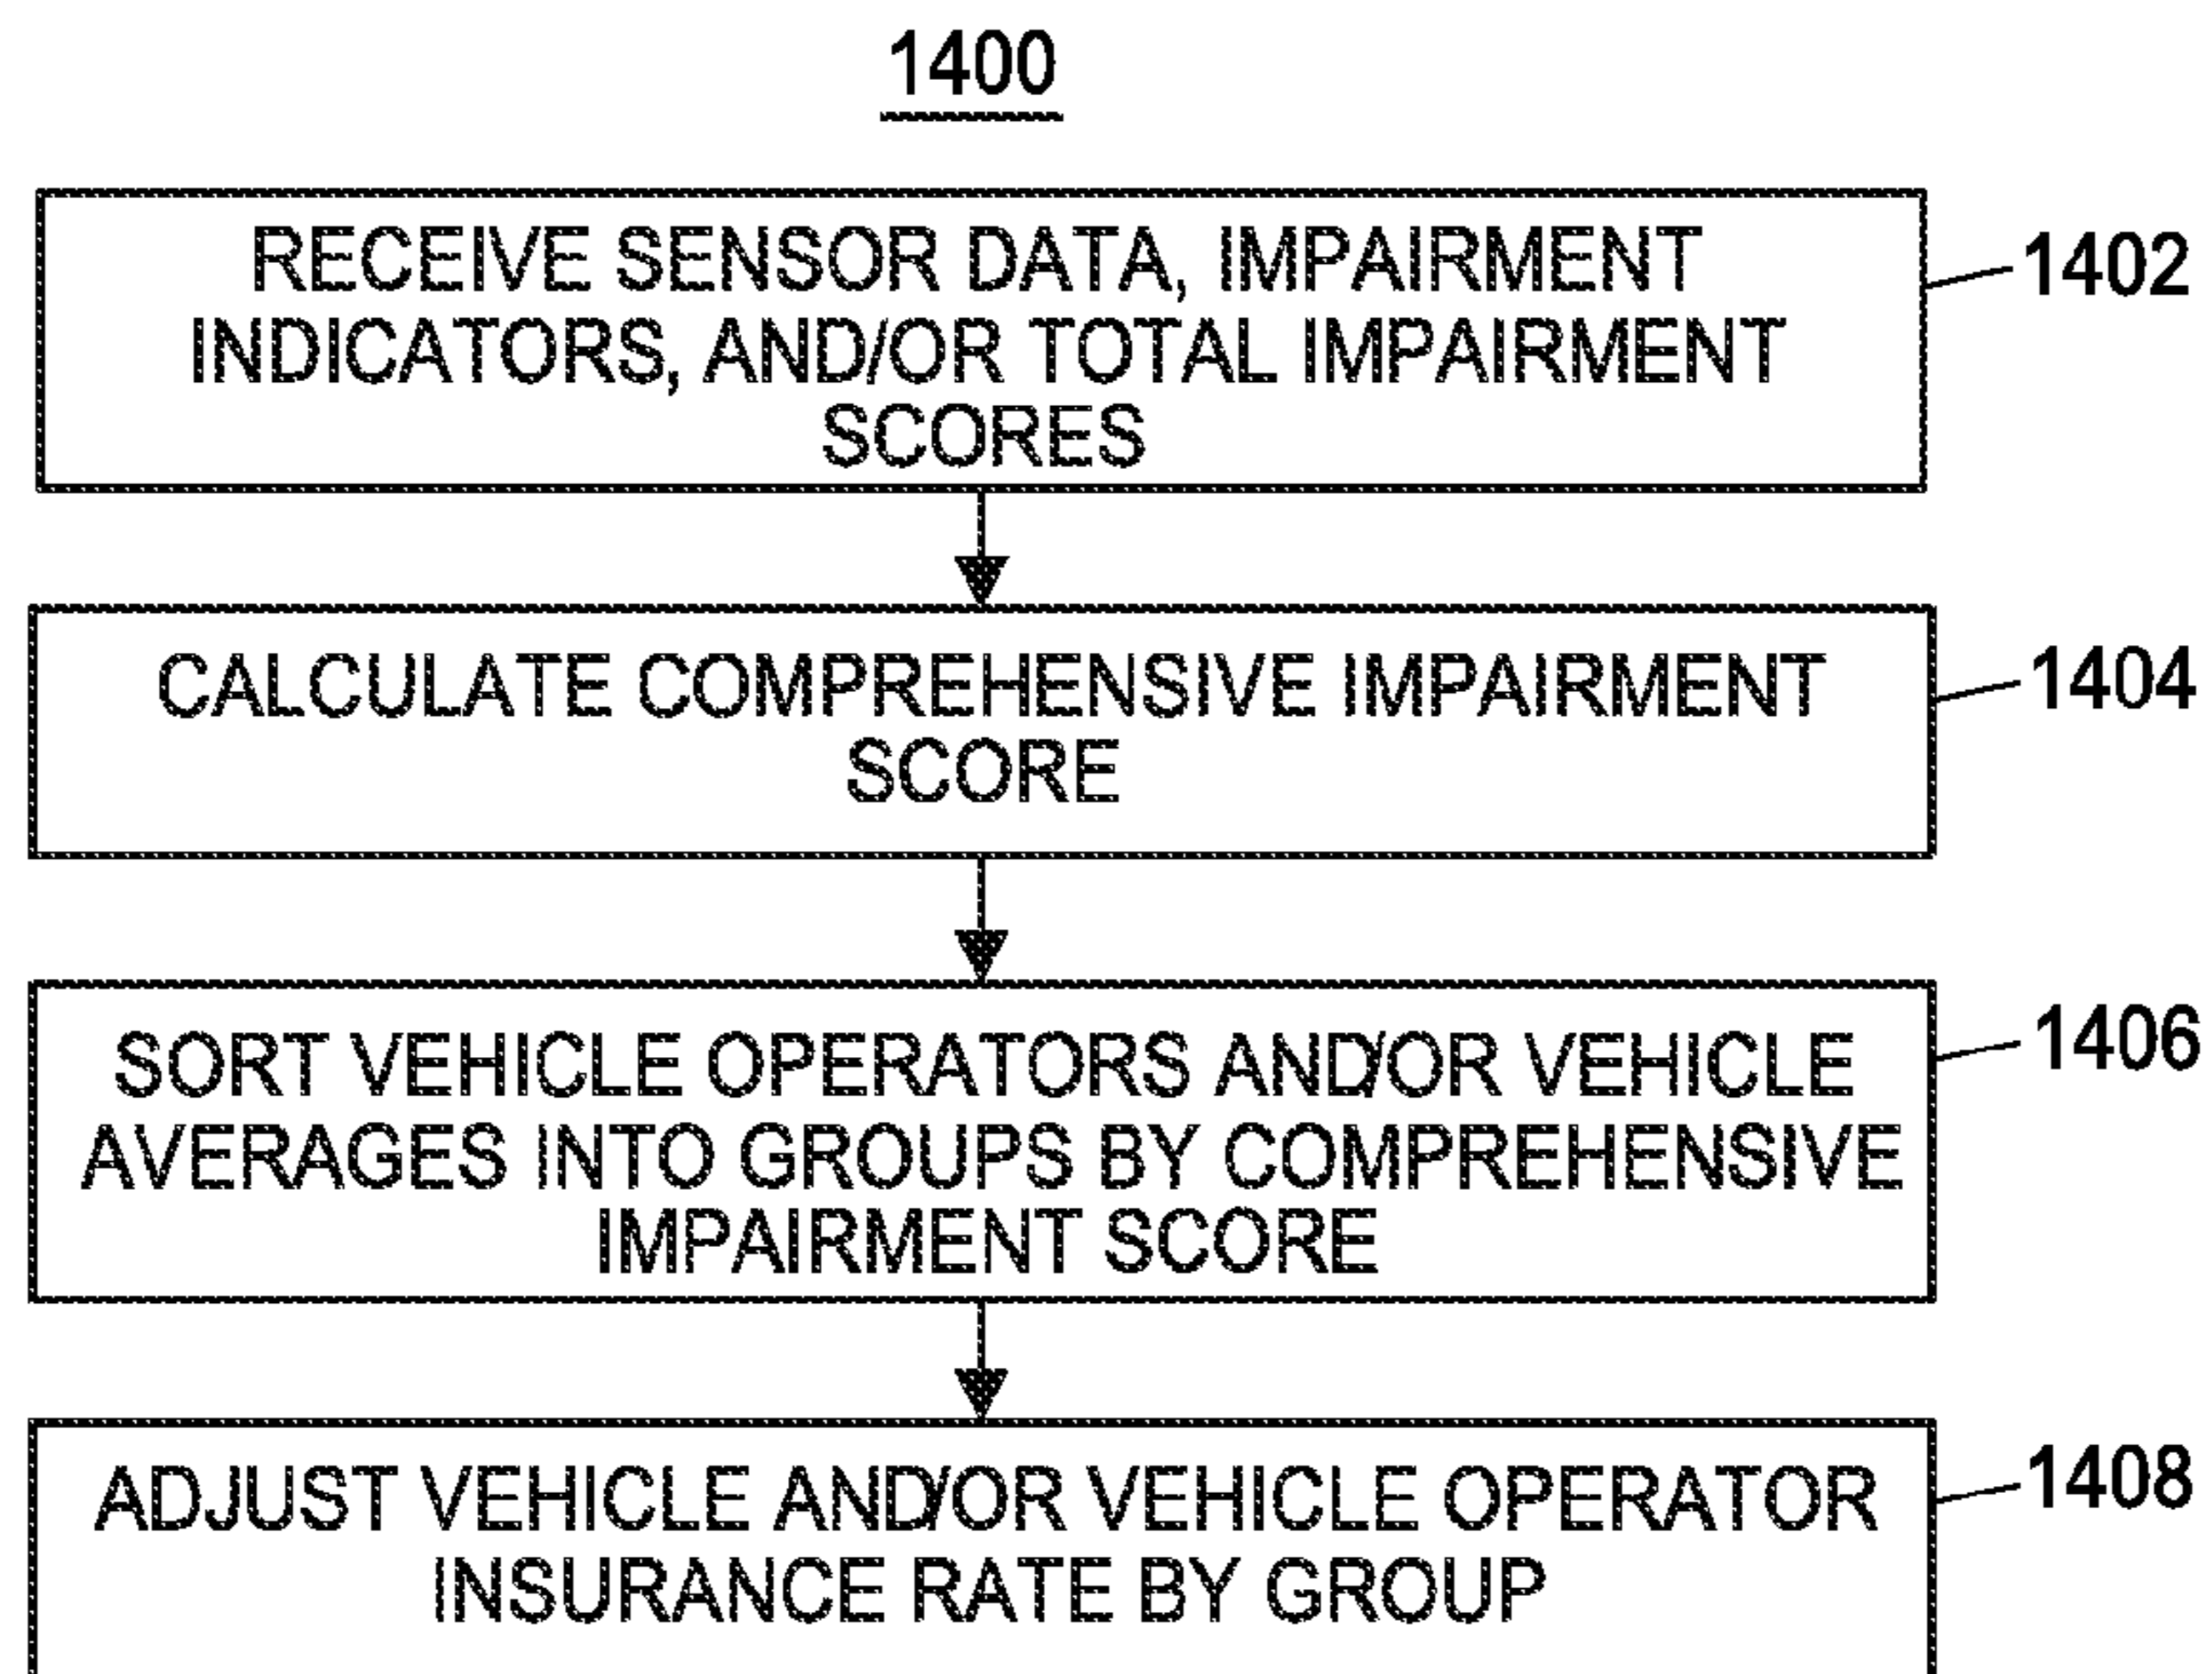 1400
RECEIVE SENSOR DATA, IMPAIRMENT
INDICATORS, AND/OR TOTAL IMPAIRMENT
SCORES
1402
CALCULATE COMPREHENSIVE IMPAIRMENT
SCORE
1404
SORT VEHICLE OPERATORS AND/OR VEHICLE
AVERAGES INTO GROUPS BY COMPREHENSIVE
IMPAIRMENT SCORE
1406
ADJUST VEHICLE AND/OR VEHICLE OPERATOR
INSURANCE RATE BY GROUP
1408